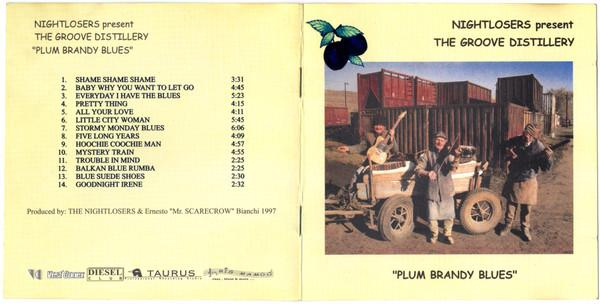 NIGHTLOSERS present
THE GROOVE DISTILLERY
"PLUM BRANDY BLUES"
1. SHAME SHAME SHAME 3:31
2. BABY WHY YOU WANT TO LET GO 4:45
3. EVERYDAY I HAVE THE BLUES 5:23
4. PRETTY THING 4:15
5. ALL YOUR LOVE 4:11
6. LITTLE CITY WOMAN 5:45
7. STORMY MONDAY BLUES 6:06
8. FIVE LONG YEARS 4:09
9. HOOCHIE COOCHIE MAN 4:57
10. MYSTERY TRAIN 4:55
11. TROUBLE IN MIND 2:25
12. BALKAN BLUE RUMBA 2:25
13. BLUE SUEDE SHOES 2:30
14. GOODNIGHT IRENE 2:32
Produced by: THE NIGHTLOSERS & Ernesto "Mr. SCARECROW" Bianchi 1997
DIESEL
CLUB
TAURUS
Professional Recording Studio
NIGHTLOSERS present
THE GROOVE DISTILLERY
"PLUM BRANDY BLUES"